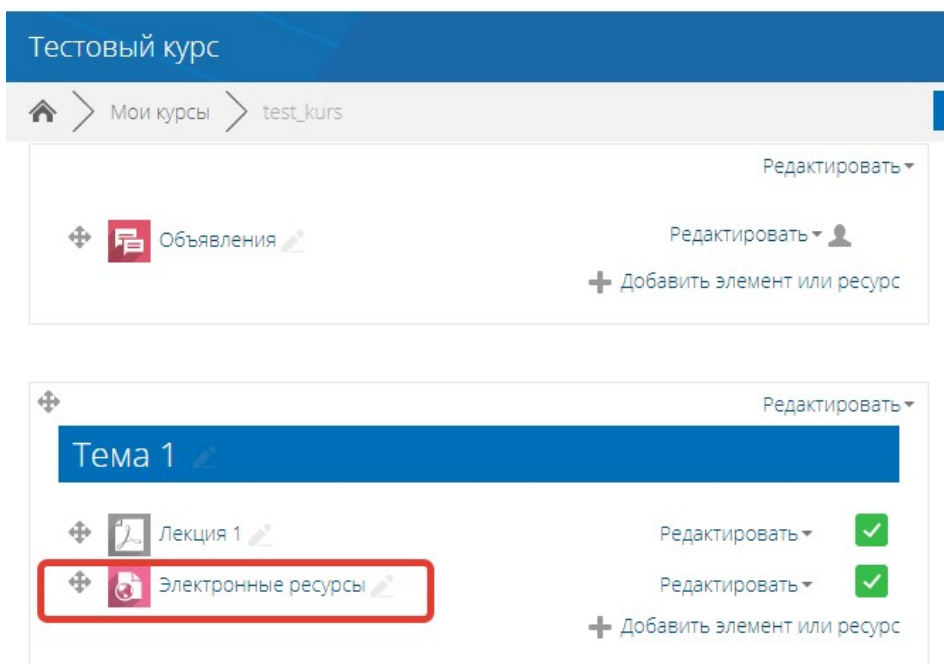 Тестовый курс
Мои курсы test_kurs
Редактировать
Объявления Редактировать
Добавить элемент или ресурс
Редактировать
Тема 1
Лекция 1 Редактировать
Электронные ресурсы Редактировать
Добавить элемент или ресурс